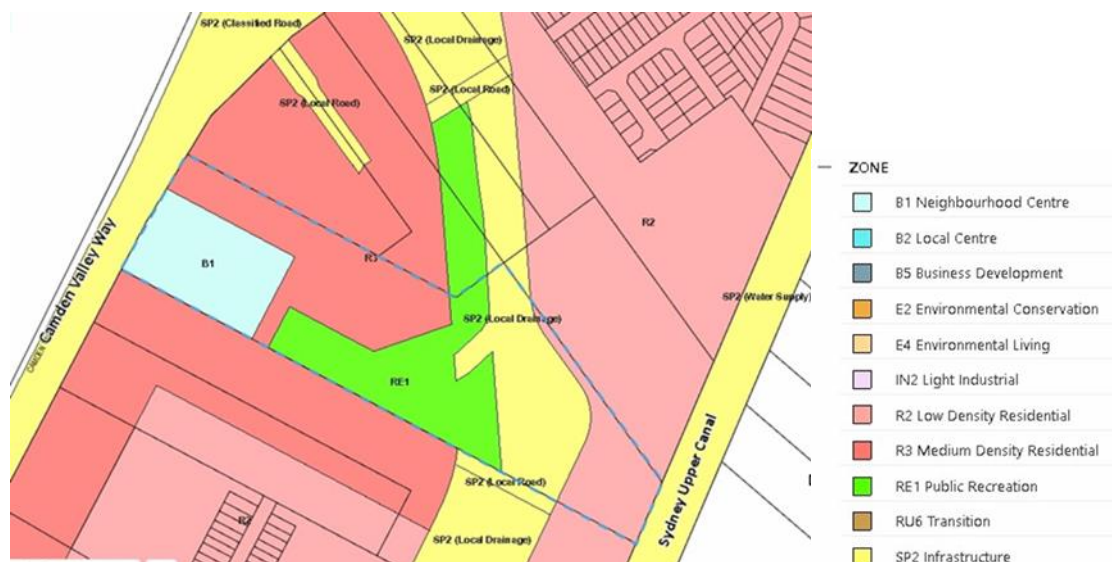 SP2 (Classified Road)
SP2 (Local Drainage)
SP2 (Local Road)
SP2 (Local Road)
R2
Camden Valley Way
CAMDEN
B1
SP2 (Water Supply)
SP2 (Local Drainage)
RE1
Sydney Upper Canal
SP2 (Local Road)
SP2 (Local Drainage)
ZONE
B1 Neighbourhood Centre
B2 Local Centre
B5 Business Development
E2 Environmental Conservation
E4 Environmental Living
IN2 Light Industrial
R2 Low Density Residential
R3 Medium Density Residential
RE1 Public Recreation
RU6 Transition
SP2 Infrastructure